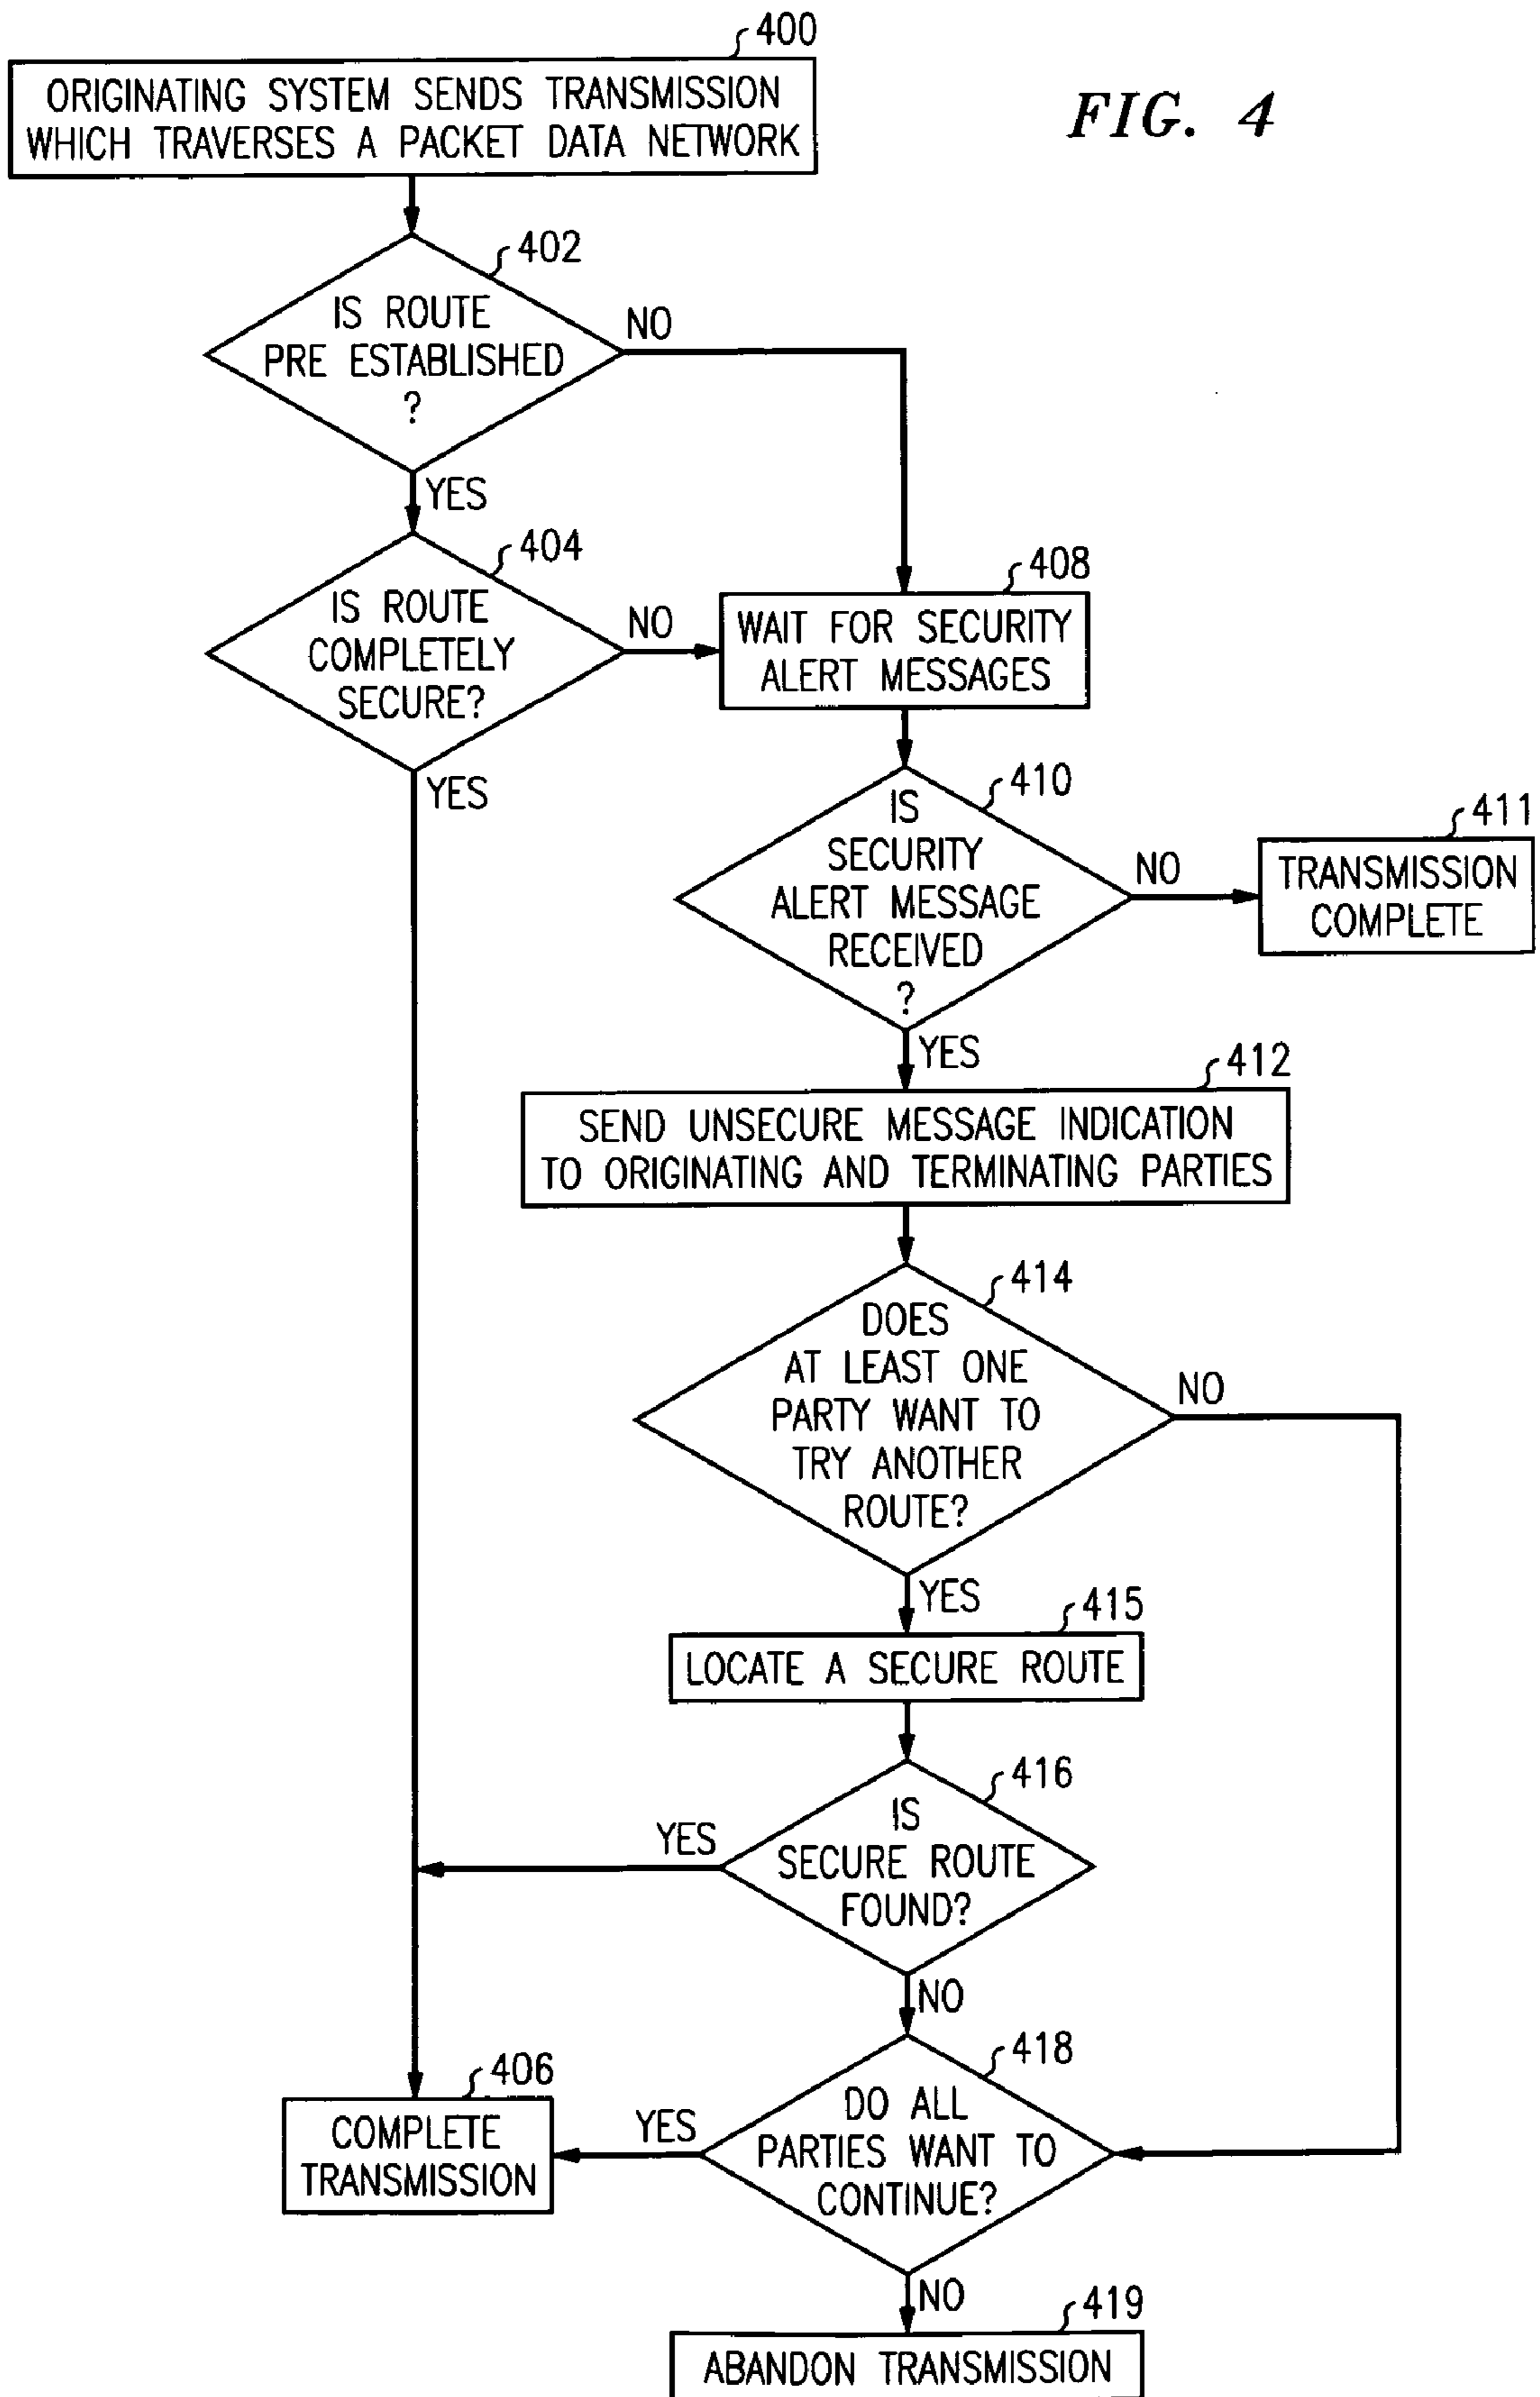 400
ORIGINATING SYSTEM SENDS TRANSMISSION
WHICH TRAVERSES A PACKET DATA NETWORK
FIG. 4
402
IS ROUTE
PRE ESTABLISHED
?
NO
YES
404
IS ROUTE
COMPLETELY
SECURE?
NO
YES
408
WAIT FOR SECURITY
ALERT MESSAGES
410
IS
SECURITY
ALERT MESSAGE
RECEIVED
?
NO
YES
411
TRANSMISSION
COMPLETE
412
SEND UNSECURE MESSAGE INDICATION
TO ORIGINATING AND TERMINATING PARTIES
414
DOES
AT LEAST ONE
PARTY WANT TO
TRY ANOTHER
ROUTE?
NO
YES
415
LOCATE A SECURE ROUTE
416
IS
SECURE ROUTE
FOUND?
YES
NO
418
DO ALL
PARTIES WANT TO
CONTINUE?
YES
NO
406
COMPLETE
TRANSMISSION
419
ABANDON TRANSMISSION